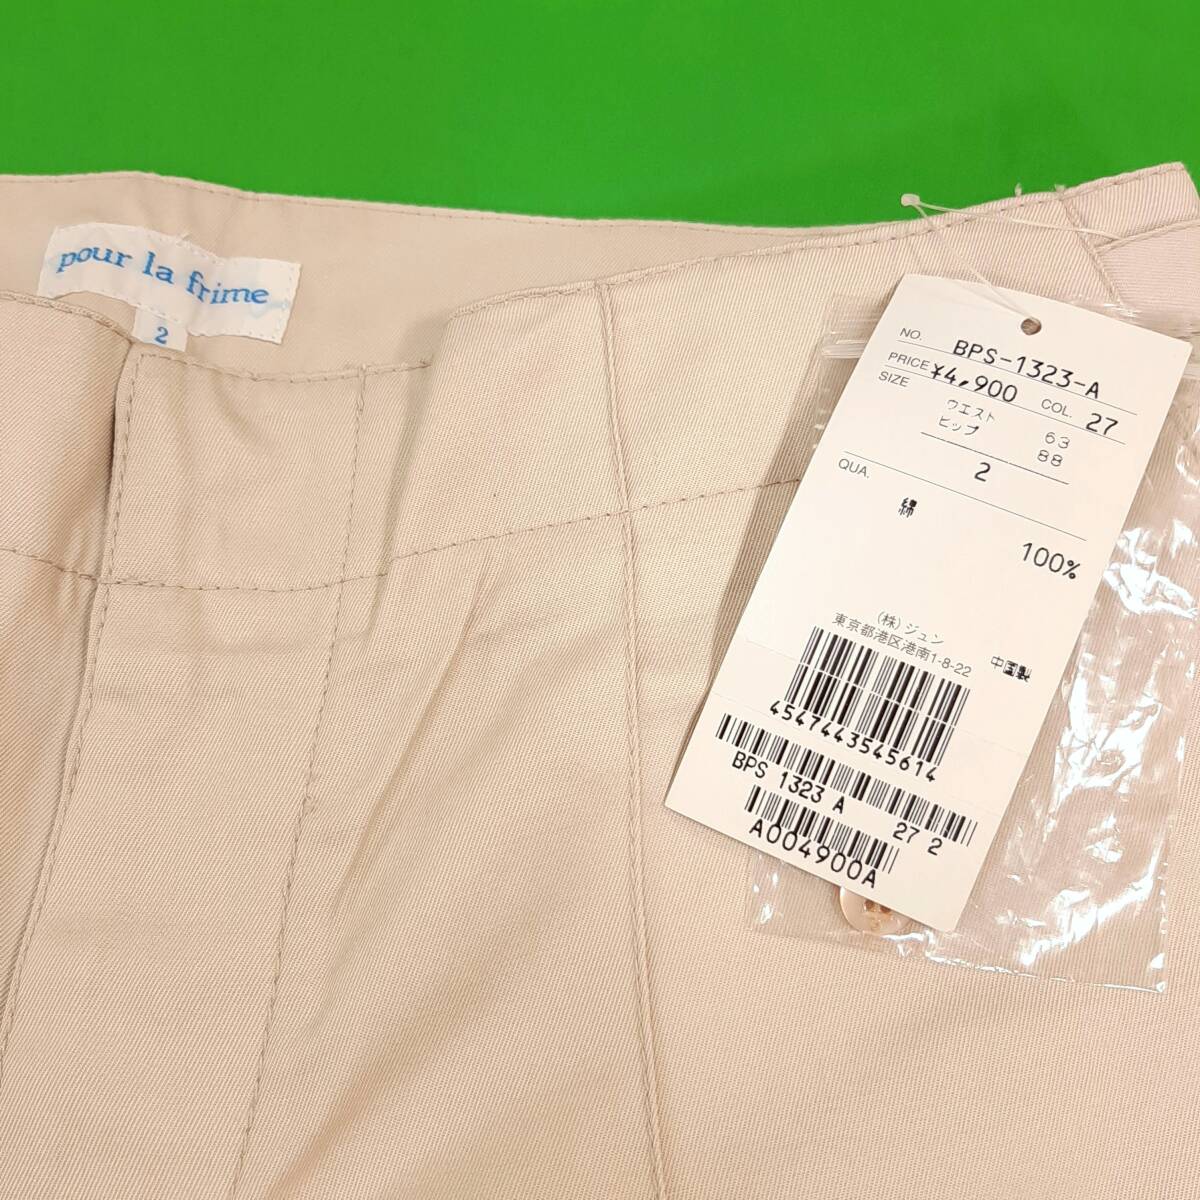 pour la frime
2
NO. BPS-1323-A
PRICE ¥4,900 COL. 27
SIZE ウエスト 63
ヒップ 88
2
QUA.
綿 100%
(株)ジュン
東京都港区港南1-8-22 中国製
4547443545614
BPS 1323 A 27 2
A004900A